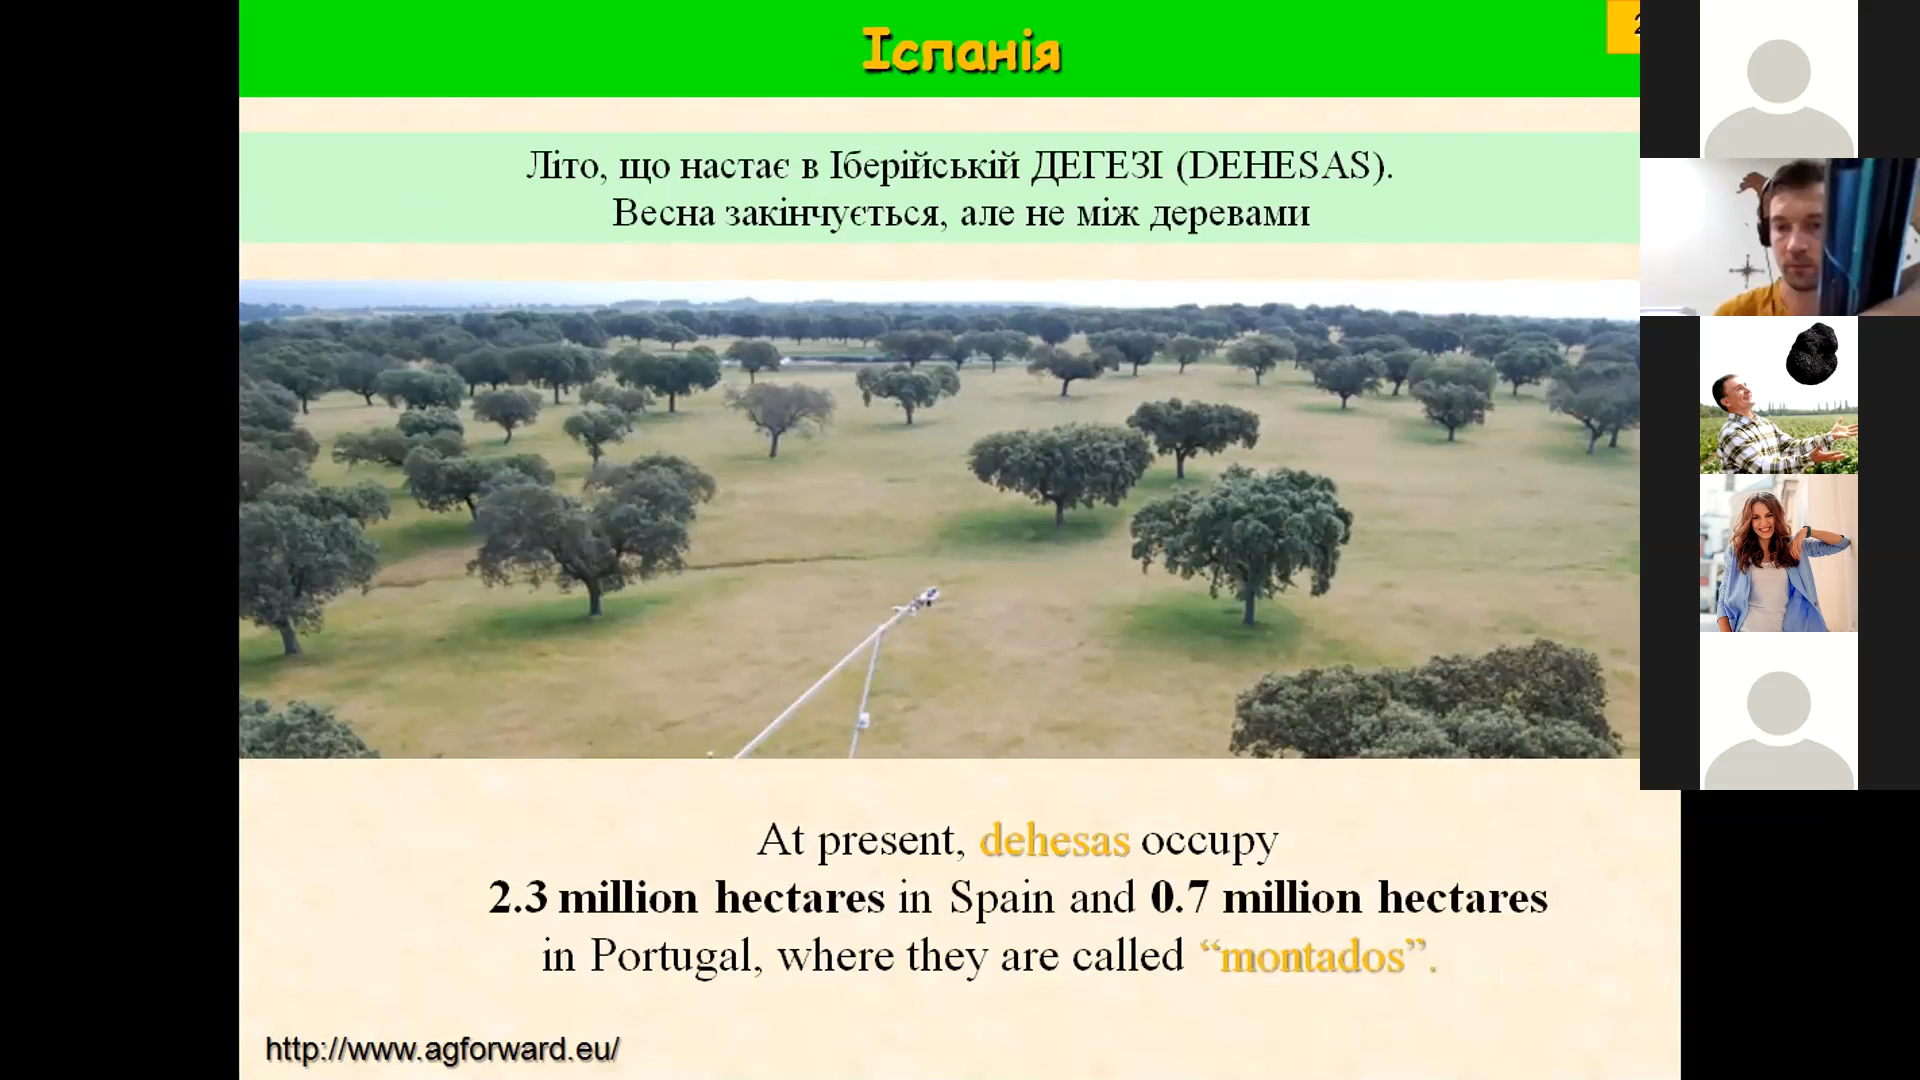 Іспанія
Літо, що настає в Іберійській ДЕГЕЗІ (DEHESAS).
Весна закінчується, але не між деревами
At present, dehesas occupy
2.3 million hectares in Spain and 0.7 million hectares
in Portugal, where they are called “montados”.
http://www.agforward.eu/